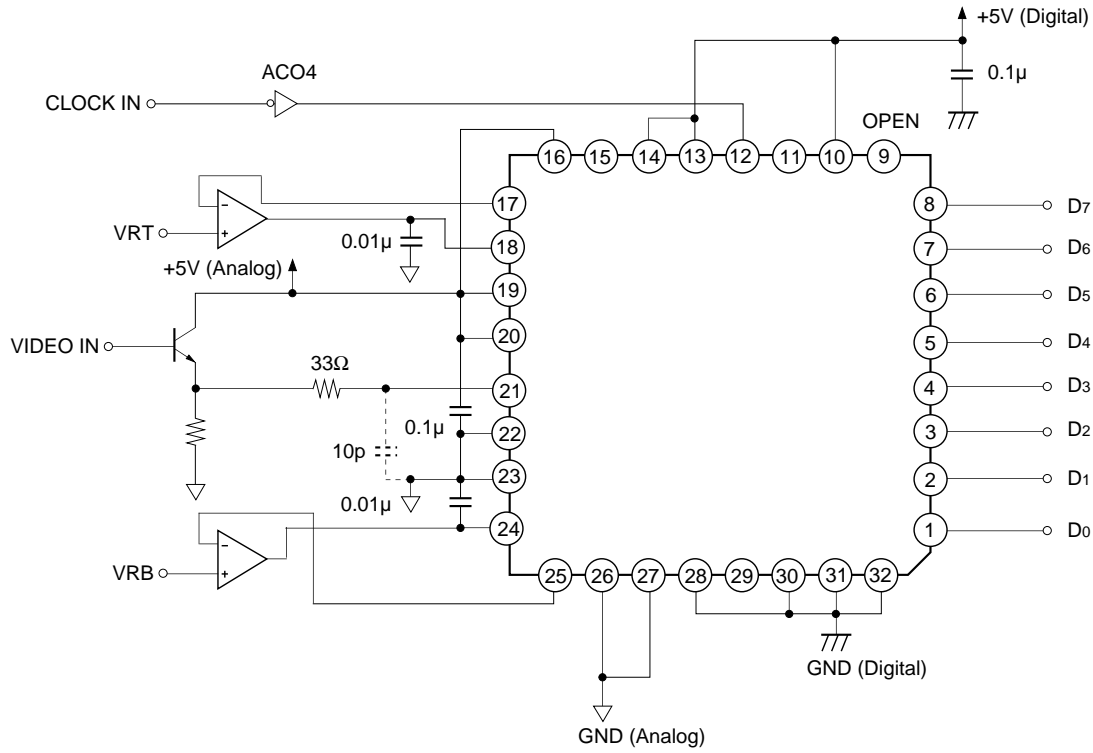 +5V (Digital)
ACO4
0.1µ
CLOCK IN
OPEN
16 15 14 13 12 11 10 9
17
8 D7
VRT
18
0.01µ
7 D6
+5V (Analog)
19
6 D5
20
5 D4
VIDEO IN
33Ω
21
4 D3
0.1µ
22
3 D2
10p
23
2 D1
0.01µ
24
1 D0
VRB
25 26 27 28 29 30 31 32
GND (Digital)
GND (Analog)
− + − +